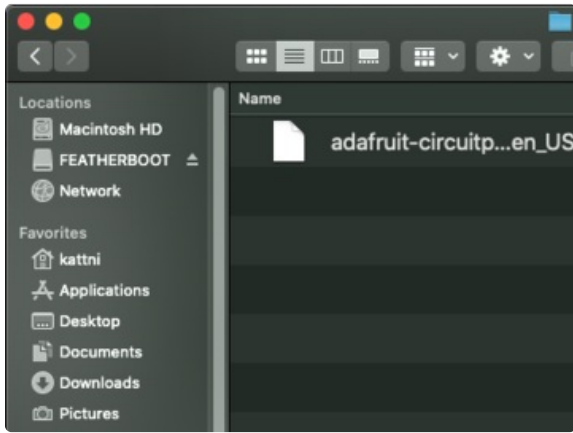 Locations
Macintosh HD
FEATHERBOOT
Network
Favorites
kattni
Applications
Desktop
Documents
Downloads
Pictures
Name
adafruit-circuitp...en_US